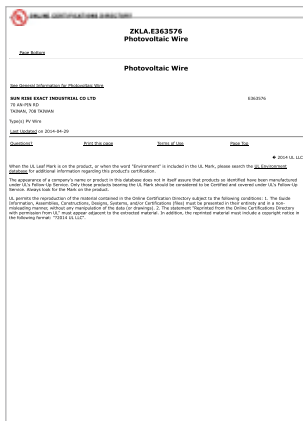 ONLINE CERTIFICATIONS DIRECTORY
ZKLA.E363576
Photovoltaic Wire
Page Bottom
Photovoltaic Wire
See General Information for Photovoltaic Wire
SUN RISE EXACT INDUSTRIAL CO LTD E363576
70 AN-PIN RD
TAINAN, 708 TAIWAN
Type(s) PV Wire
Last Updated on 2014-04-29
Questions? Print this page Terms of Use Page Top
� 2014 UL LLC
When the UL Leaf Mark is on the product, or when the word "Environment" is included in the UL Mark, please search the UL Environment
database for additional information regarding this product's certification.
The appearance of a company's name or product in this database does not in itself assure that products so identified have been manufactured
under UL's Follow-Up Service. Only those products bearing the UL Mark should be considered to be Certified and covered under UL's Follow-Up
Service. Always look for the Mark on the product.
UL permits the reproduction of the material contained in the Online Certification Directory subject to the following conditions: 1. The Guide
Information, Assemblies, Constructions, Designs, Systems, and/or Certifications (files) must be presented in their entirety and in a non-
misleading manner, without any manipulation of the data (or drawings). 2. The statement "Reprinted from the Online Certifications Directory
with permission from UL" must appear adjacent to the extracted material. In addition, the reprinted material must include a copyright notice in
the following format: "�2014 UL LLC".